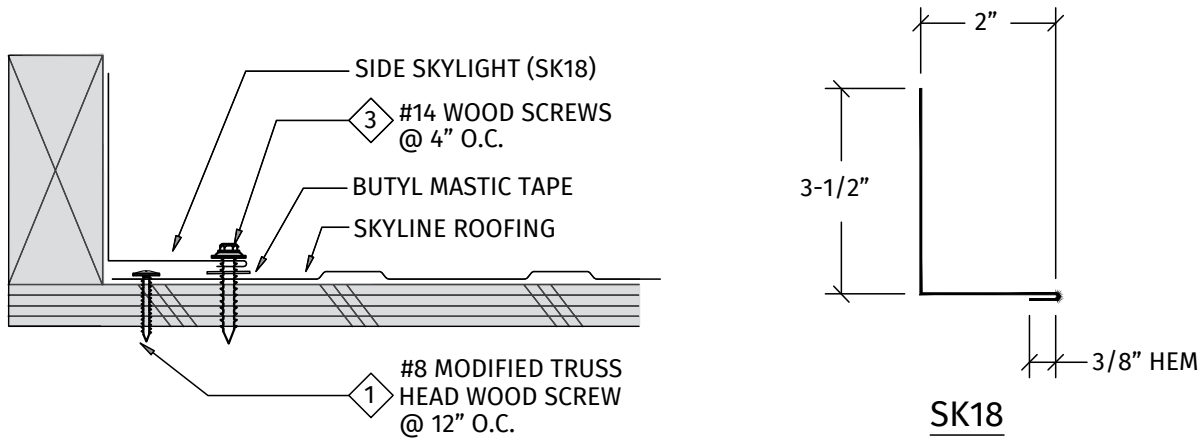 SIDE SKYLIGHT (SK18)
3
#14 WOOD SCREWS
@ 4” O.C.
BUTYL MASTIC TAPE
SKYLINE ROOFING
1
#8 MODIFIED TRUSS
HEAD WOOD SCREW
@ 12” O.C.
2”
3-1/2”
3/8” HEM
SK18